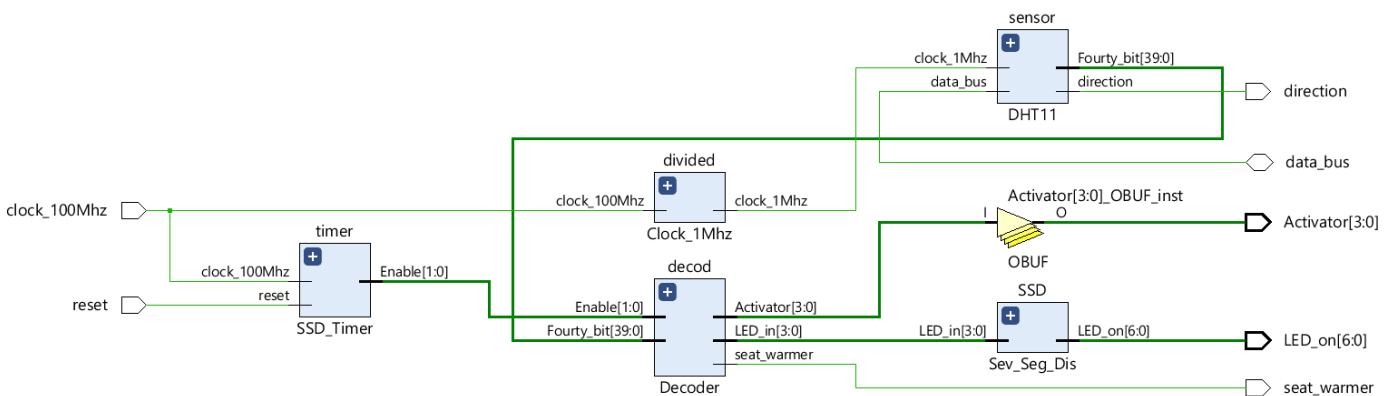 sensor
clock_1Mhz
Fourty_bit[39:0]
data_bus
direction
direction
DHT11
divided
data_bus
clock_100Mhz
clock_1Mhz
Activator[3:0]_OBUF_inst
clock_100Mhz
I
O
Activator[3:0]
timer
Clock_1Mhz
OBUF
clock_100Mhz
Enable[1:0]
decod
reset
reset
SSD
SSD_Timer
Enable[1:0]
Activator[3:0]
Fourty_bit[39:0]
LED_in[3:0]
LED_in[3:0]
LED_on[6:0]
LED_on[6:0]
seat_warmer
Sev_Seg_Dis
Decoder
seat_warmer